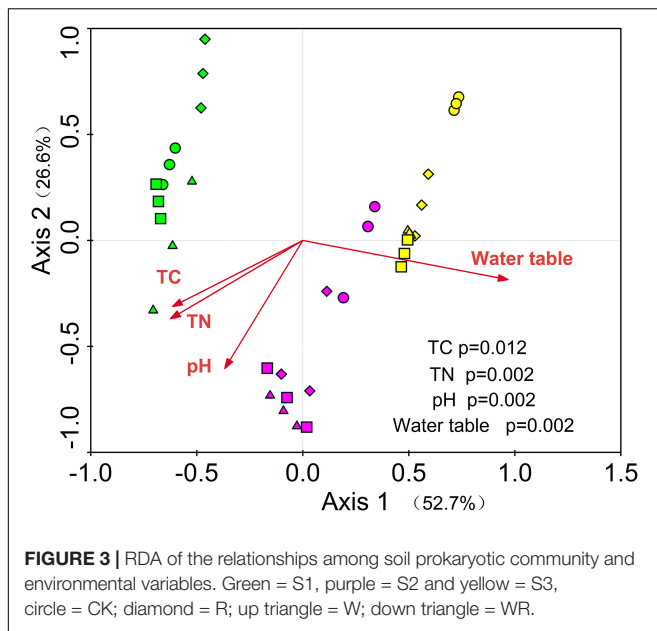 1.0
0.5
0.0
-0.5
-1.0
Axis 2 (26.6%)
Water table
TC
TN
pH
TC p=0.012
TN p=0.002
pH p=0.002
Water table p=0.002
-1.0 -0.5 0.0 0.5 1.0 1.5
Axis 1 (52.7%)
FIGURE 3 | RDA of the relationships among soil prokaryotic community and
environmental variables. Green = S1, purple = S2 and yellow = S3,
circle = CK; diamond = R; up triangle = W; down triangle = WR.